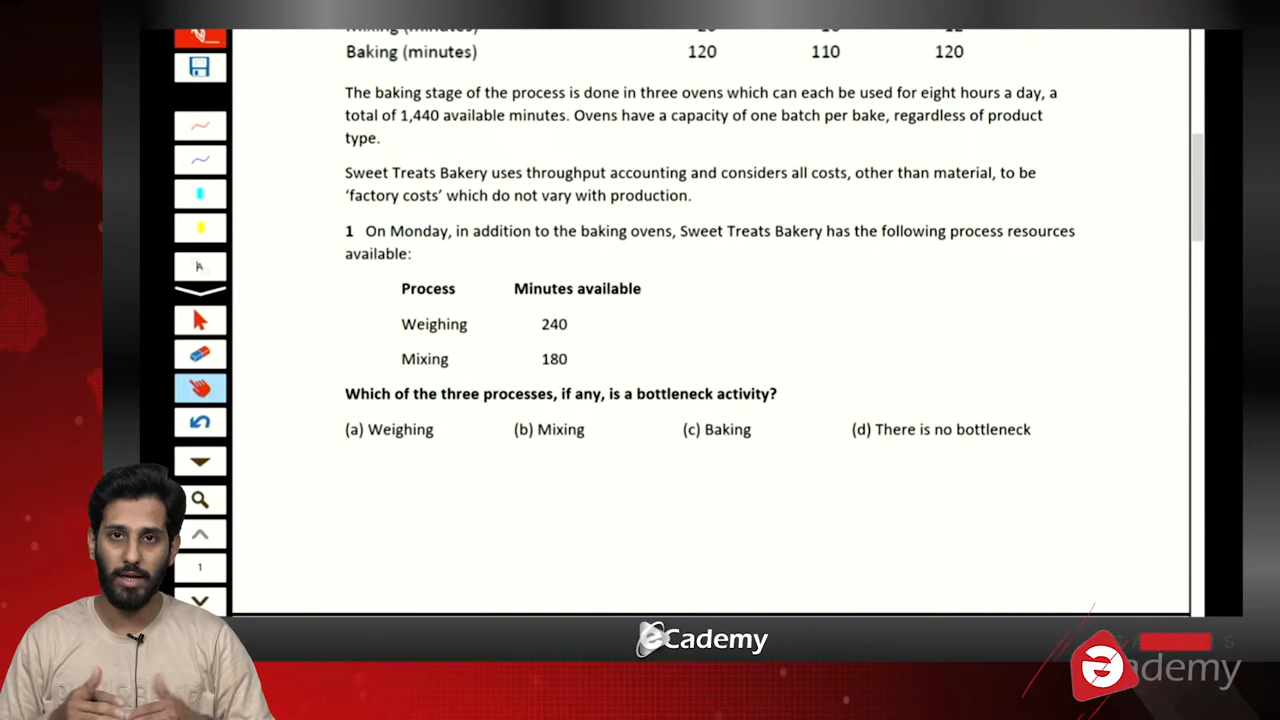 Baking (minutes) 120 110 120
The baking stage of the process is done in three ovens which can each be used for eight hours a day, a
total of 1,440 available minutes. Ovens have a capacity of one batch per bake, regardless of product
type.
Sweet Treats Bakery uses throughput accounting and considers all costs, other than material, to be
‘factory costs’ which do not vary with production.
1 On Monday, in addition to the baking ovens, Sweet Treats Bakery has the following process resources
available:
Process Minutes available
Weighing 240
Mixing 180
Which of the three processes, if any, is a bottleneck activity?
(a) Weighing (b) Mixing (c) Baking (d) There is no bottleneck
1
eCademy
ademy